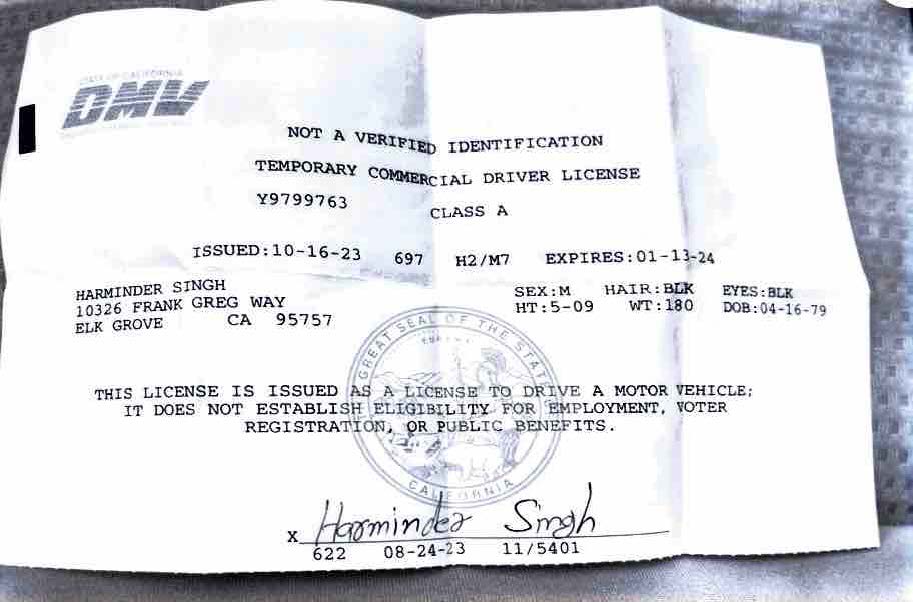 STATE OF CALIFORNIA
DMV
NOT A VERIFIED IDENTIFICATION
TEMPORARY COMMERCIAL DRIVER LICENSE
Y9799763 CLASS A
ISSUED:10-16-23 697 H2/M7 EXPIRES:01-13-24
HARMINDER SINGH SEX:M HAIR:BLK EYES:BLK
10326 FRANK GREG WAY HT:5-09 WT:180 DOB:04-16-79
ELK GROVE CA 95757
GREAT SEAL OF THE STATE
EUREKA
CALIFORNIA
THIS LICENSE IS ISSUED AS A LICENSE TO DRIVE A MOTOR VEHICLE;
IT DOES NOT ESTABLISH ELIGIBILITY FOR EMPLOYMENT, VOTER
REGISTRATION, OR PUBLIC BENEFITS.
X Harminder Singh
622 08-24-23 11/5401